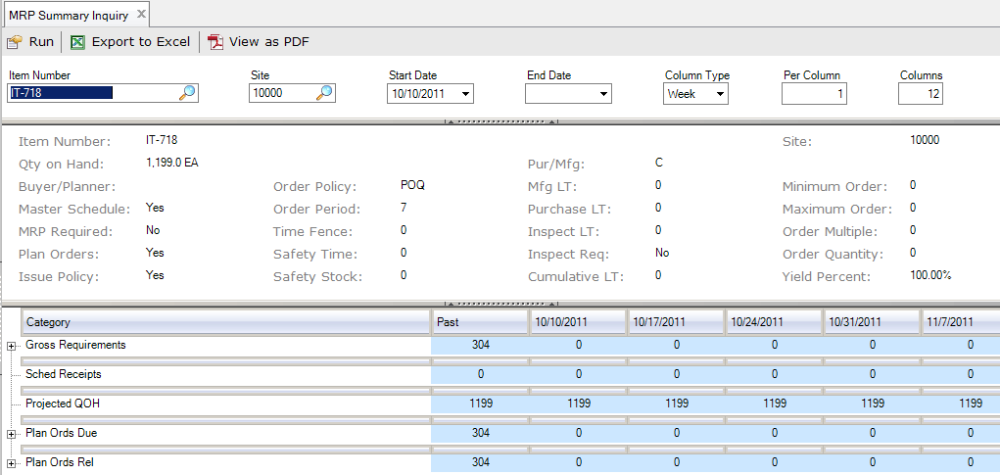 MRP Summary Inquiry
Run Export to Excel View as PDF
Item Number Site Start Date End Date Column Type Per Column Columns
IT-718 10000 10/10/2011 Week 1 12
Item Number: IT-718 Site: 10000
Qty on Hand: 1,199.0 EA Pur/Mfg: C
Buyer/Planner: Order Policy: POQ Mfg LT: 0 Minimum Order: 0
Master Schedule: Yes Order Period: 7 Purchase LT: 0 Maximum Order: 0
MRP Required: No Time Fence: 0 Inspect LT: 0 Order Multiple: 0
Plan Orders: Yes Safety Time: 0 Inspect Req: No Order Quantity: 0
Issue Policy: Yes Safety Stock: 0 Cumulative LT: 0 Yield Percent: 100.00%
Category Past 10/10/2011 10/17/2011 10/24/2011 10/31/2011 11/7/2011
Gross Requirements 304 0 0 0 0 0
Sched Receipts 0 0 0 0 0 0
Projected QOH 1199 1199 1199 1199 1199 1199
Plan Ords Due 304 0 0 0 0 0
Plan Ords Rel 304 0 0 0 0 0